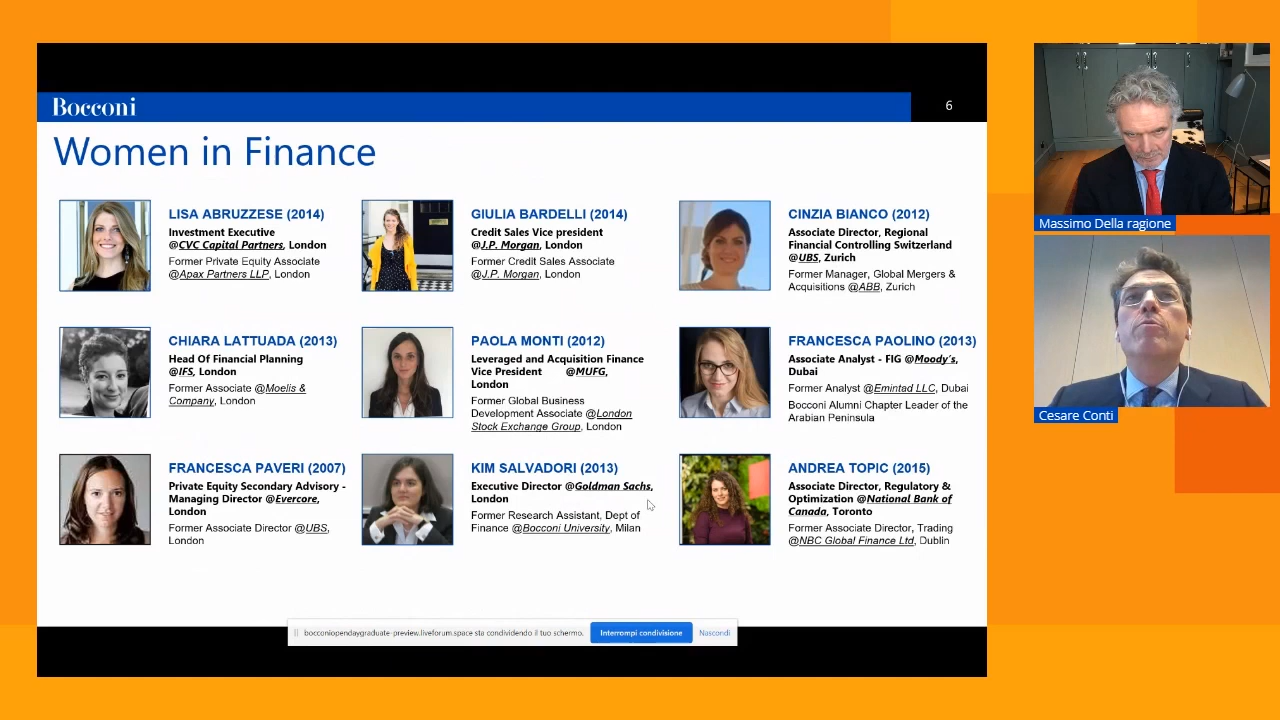 Bocconi
6
Women in Finance
LISA ABRUZZESE (2014)
Investment Executive
@CVC Capital Partners, London
Former Private Equity Associate
@Apax Partners LLP, London
GIULIA BARDELLI (2014)
Credit Sales Vice president
@J.P. Morgan, London
Former Credit Sales Associate
@J.P. Morgan, London
CINZIA BIANCO (2012)
Associate Director, Regional
Financial Controlling Switzerland
@UBS, Zurich
Former Manager, Global Mergers &
Acquisitions @ABB, Zurich
CHIARA LATTUADA (2013)
Head Of Financial Planning
@IFS, London
Former Associate @Moelis &
Company, London
PAOLA MONTI (2012)
Leveraged and Acquisition Finance
Vice President @MUFG,
London
Former Global Business
Development Associate @London
Stock Exchange Group, London
FRANCESCA PAOLINO (2013)
Associate Analyst - FIG @Moody's,
Dubai
Former Analyst @Emintad LLC, Dubai
Bocconi Alumni Chapter Leader of the
Arabian Peninsula
FRANCESCA PAVERI (2007)
Private Equity Secondary Advisory -
Managing Director @Evercore,
London
Former Associate Director @UBS,
London
KIM SALVADORI (2013)
Executive Director @Goldman Sachs,
London
Former Research Assistant, Dept of
Finance @Bocconi University, Milan
ANDREA TOPIC (2015)
Associate Director, Regulatory &
Optimization @National Bank of
Canada, Toronto
Former Associate Director, Trading
@NBC Global Finance Ltd, Dublin
bocconiopendaygraduate-preview.liveforum.space sta condividendo il tuo schermo.
Interrompi condivisione
Nascondi
Massimo Della ragione
Cesare Conti